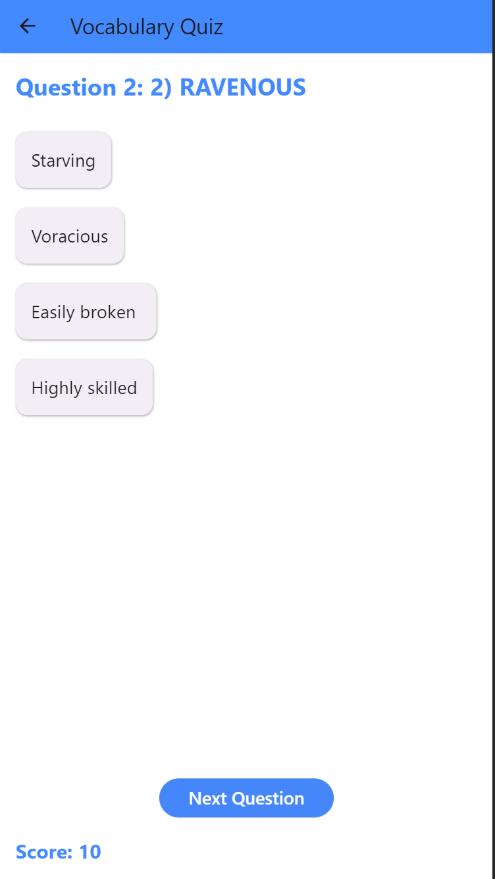 Vocabulary Quiz
Question 2: 2) RAVENOUS
Starving
Voracious
Easily broken
Highly skilled
Next Question
Score: 10